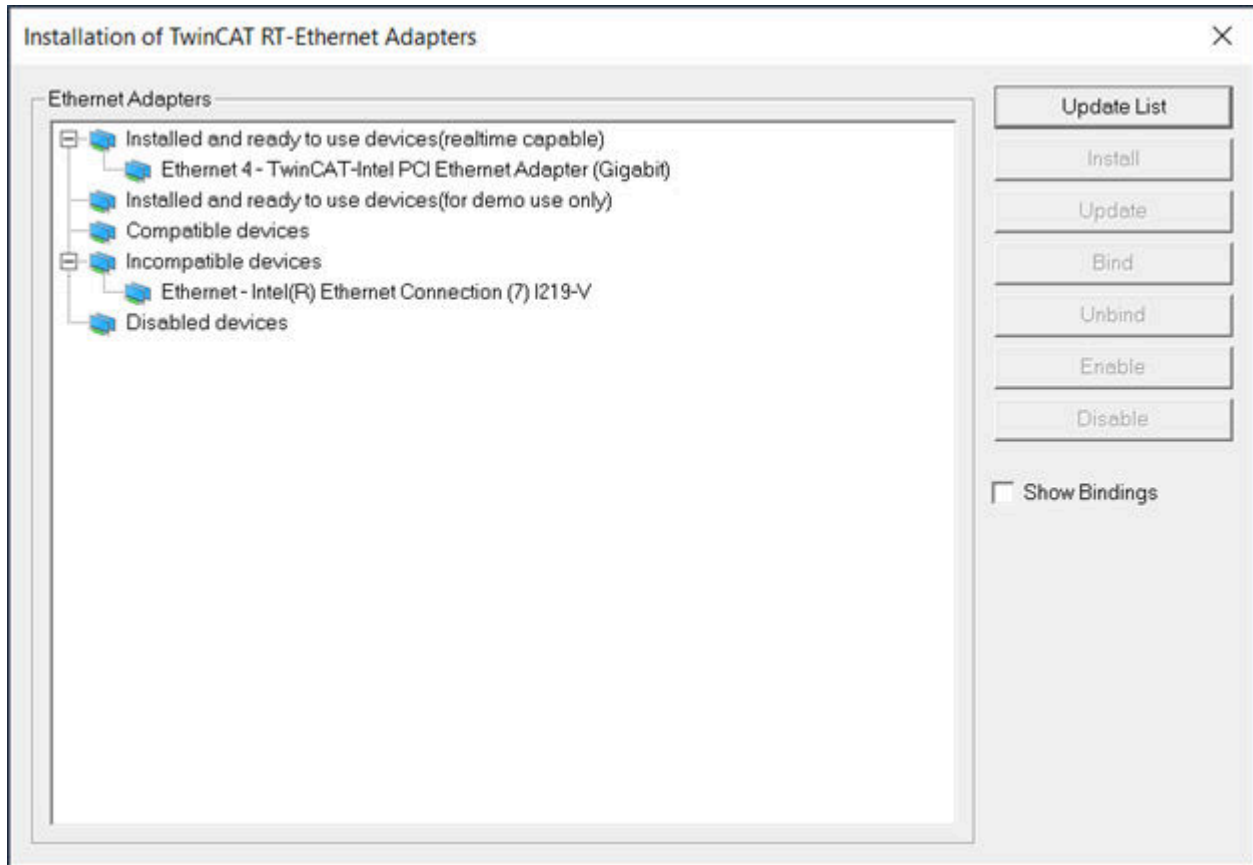 Installation of TwinCAT RT-Ethernet Adapters
Ethernet Adapters
Installed and ready to use devices(realtime capable)
Ethernet 4 - TwinCAT-Intel PCI Ethernet Adapter (Gigabit)
Installed and ready to use devices(for demo use only)
Compatible devices
Incompatible devices
Ethernet - Intel(R) Ethernet Connection (7) I219-V
Disabled devices
Update List
Install
Update
Bind
Unbind
Enable
Disable
Show Bindings